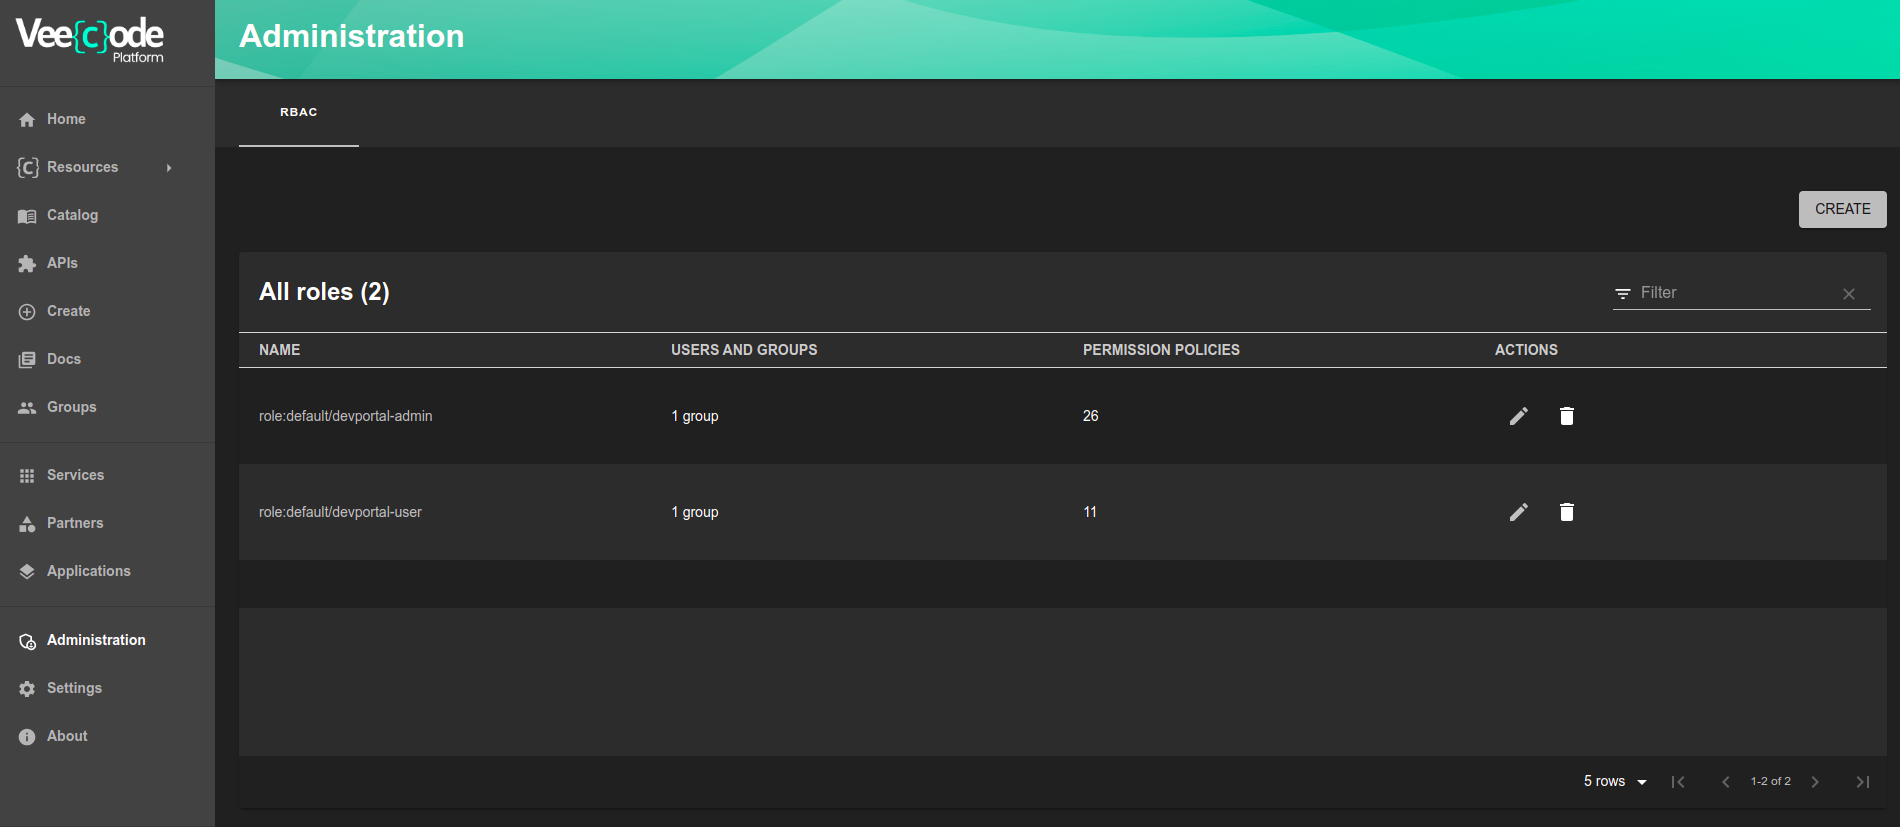 Vee{c}ode
Platform
Home
Resources
Catalog
APIs
Create
Docs
Groups
Services
Partners
Applications
Administration
Settings
About
Administration
RBAC
CREATE
All roles (2)
Filter
NAME USERS AND GROUPS PERMISSION POLICIES ACTIONS
role:default/devportal-admin 1 group 26
role:default/devportal-user 1 group 11
5 rows 1-2 of 2